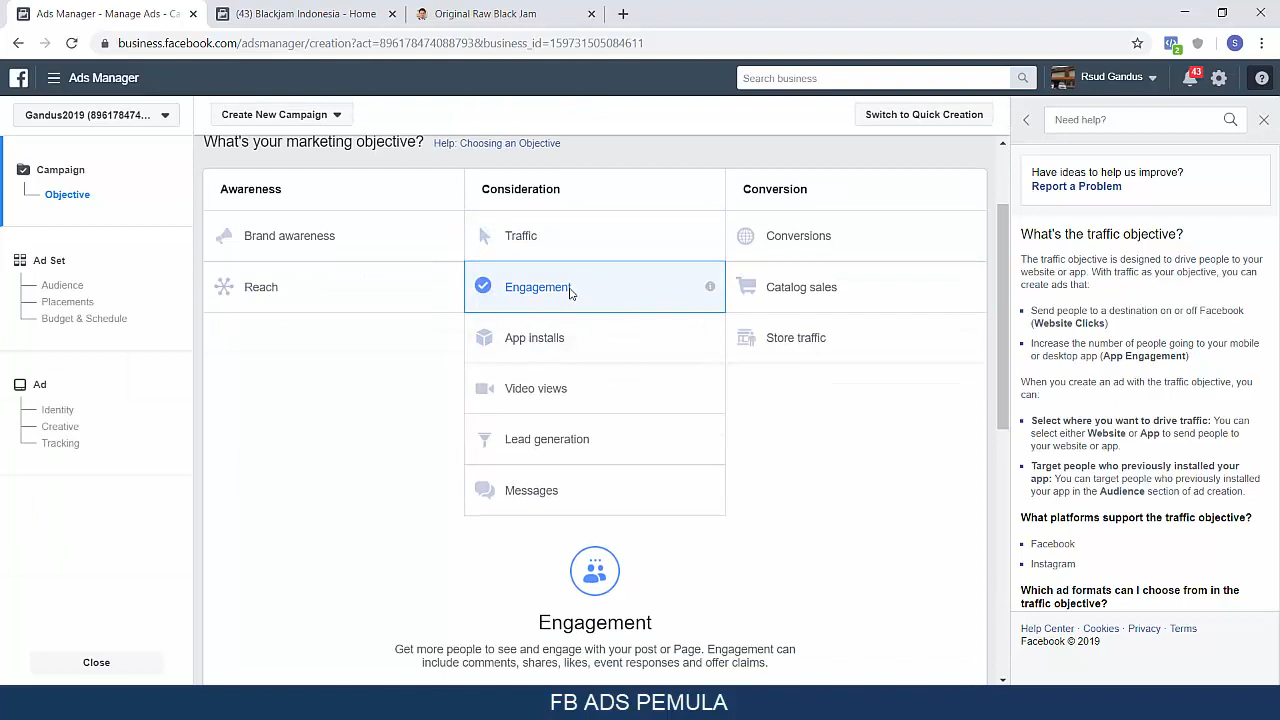 Ads Manager - Manage Ads - Ca
(43) Blackjam Indonesia - Home
Original Raw Black Jam
business.facebook.com/adsmanager/creation?act=8961784740887938&business_id=159731505084611
S
2
Ads Manager
Search business
Rsud Gandus
43
Gandus2019 (896178474...
Create New Campaign
Switch to Quick Creation
Need help?
Campaign
Objective
Ad Set
Audience
Placements
Budget & Schedule
Ad
Identity
Creative
Tracking
Close
What's your marketing objective? Help: Choosing an Objective
Awareness
Consideration
Conversion
Brand awareness
Traffic
Conversions
Reach
Engagement
Catalog sales
App installs
Store traffic
Video views
Lead generation
Messages
Engagement
Get more people to see and engage with your post or Page. Engagement can
include comments, shares, likes, event responses and offer claims.
Have ideas to help us improve?
Report a Problem
What's the traffic objective?
The traffic objective is designed to drive people to your
website or app. With traffic as your objective, you can
create ads that:
Send people to a destination on or off Facebook
(Website Clicks)
Increase the number of people going to your mobile
or desktop app (App Engagement)
When you create an ad with the traffic objective, you
can:
Select where you want to drive traffic: You can
select either Website or App to send people to
your website or app.
Target people who previously installed your
app: You can target people who previously installed
your app in the Audience section of ad creation.
What platforms support the traffic objective?
Facebook
Instagram
Which ad formats can I choose from in the
traffic objective?
Help Center · Cookies · Privacy · Terms
Facebook © 2019
FB ADS PEMULA